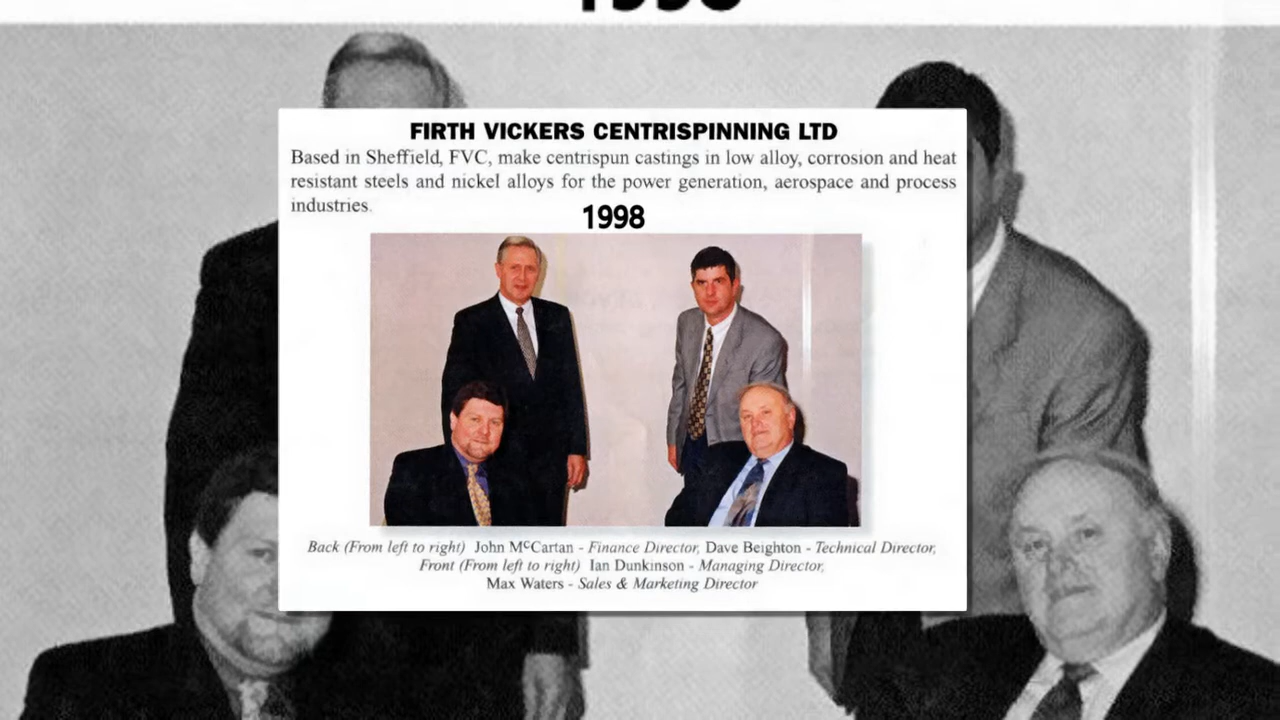 1998
FIRTH VICKERS CENTRISPINNING LTD
Based in Sheffield, FVC, make centrispun castings in low alloy, corrosion and heat
resistant steels and nickel alloys for the power generation, aerospace and process
industries.
1998
Back (From left to right) John McCartan - Finance Director, Dave Beighton - Technical Director,
Front (From left to right) Ian Dunkinson - Managing Director,
Max Waters - Sales & Marketing Director